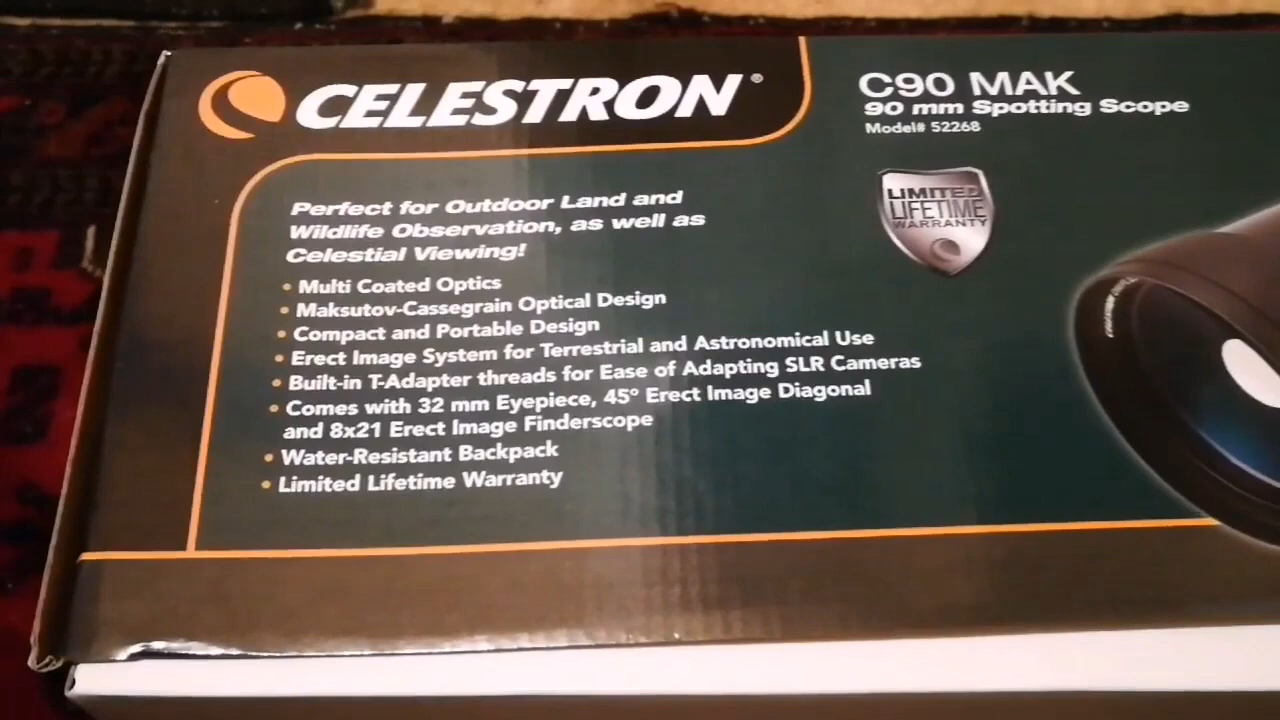 CELESTRON®
C90 MAK
90 mm Spotting Scope
Model# 52268
LIMITED
LIFETIME
WARRANTY
Perfect for Outdoor Land and
Wildlife Observation, as well as
Celestial Viewing!
• Multi Coated Optics
• Maksutov-Cassegrain Optical Design
• Compact and Portable Design
• Erect Image System for Terrestrial and Astronomical Use
• Built-in T-Adapter threads for Ease of Adapting SLR Cameras
• Comes with 32 mm Eyepiece, 45° Erect Image Diagonal
and 8x21 Erect Image Finderscope
• Water-Resistant Backpack
• Limited Lifetime Warranty